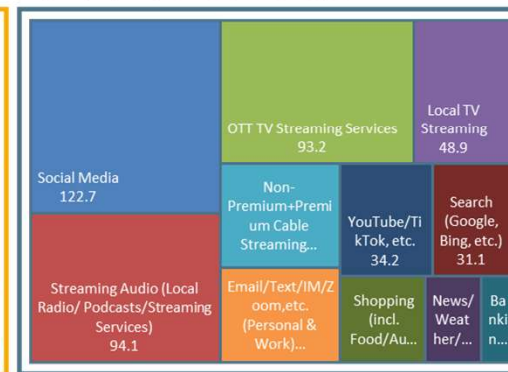 Social Media
122.7
Streaming Audio (Local
Radio/ Podcasts/Streaming
Services)
94.1
OTT TV Streaming Services
93.2
Local TV
Streaming
48.9
Non-
Premium+Premi
um Cable
Streaming...
Email/Text/IM/Z
oom,etc.
(Personal &
Work)...
YouTube/Ti
kTok, etc.
34.2
Search
(Google,
Bing, etc.)
31.1
Shopping
(incl.
Food/Au...
News/
Weat
her/...
Ba
nki
n...